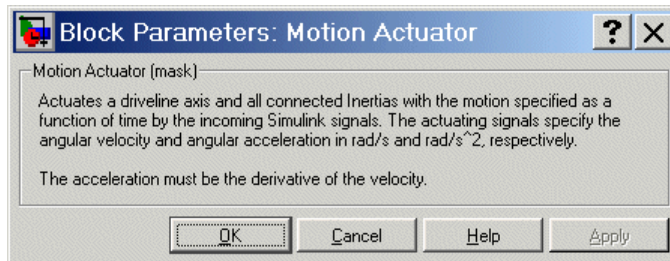 Block Parameters: Motion Actuator
Motion Actuator (mask)
Actuates a driveline axis and all connected Inertias with the motion specified as a
function of time by the incoming Simulink signals. The actuating signals specify the
angular velocity and angular acceleration in rad/s and rad/s^2, respectively.
The acceleration must be the derivative of the velocity.
OK Cancel Help Apply